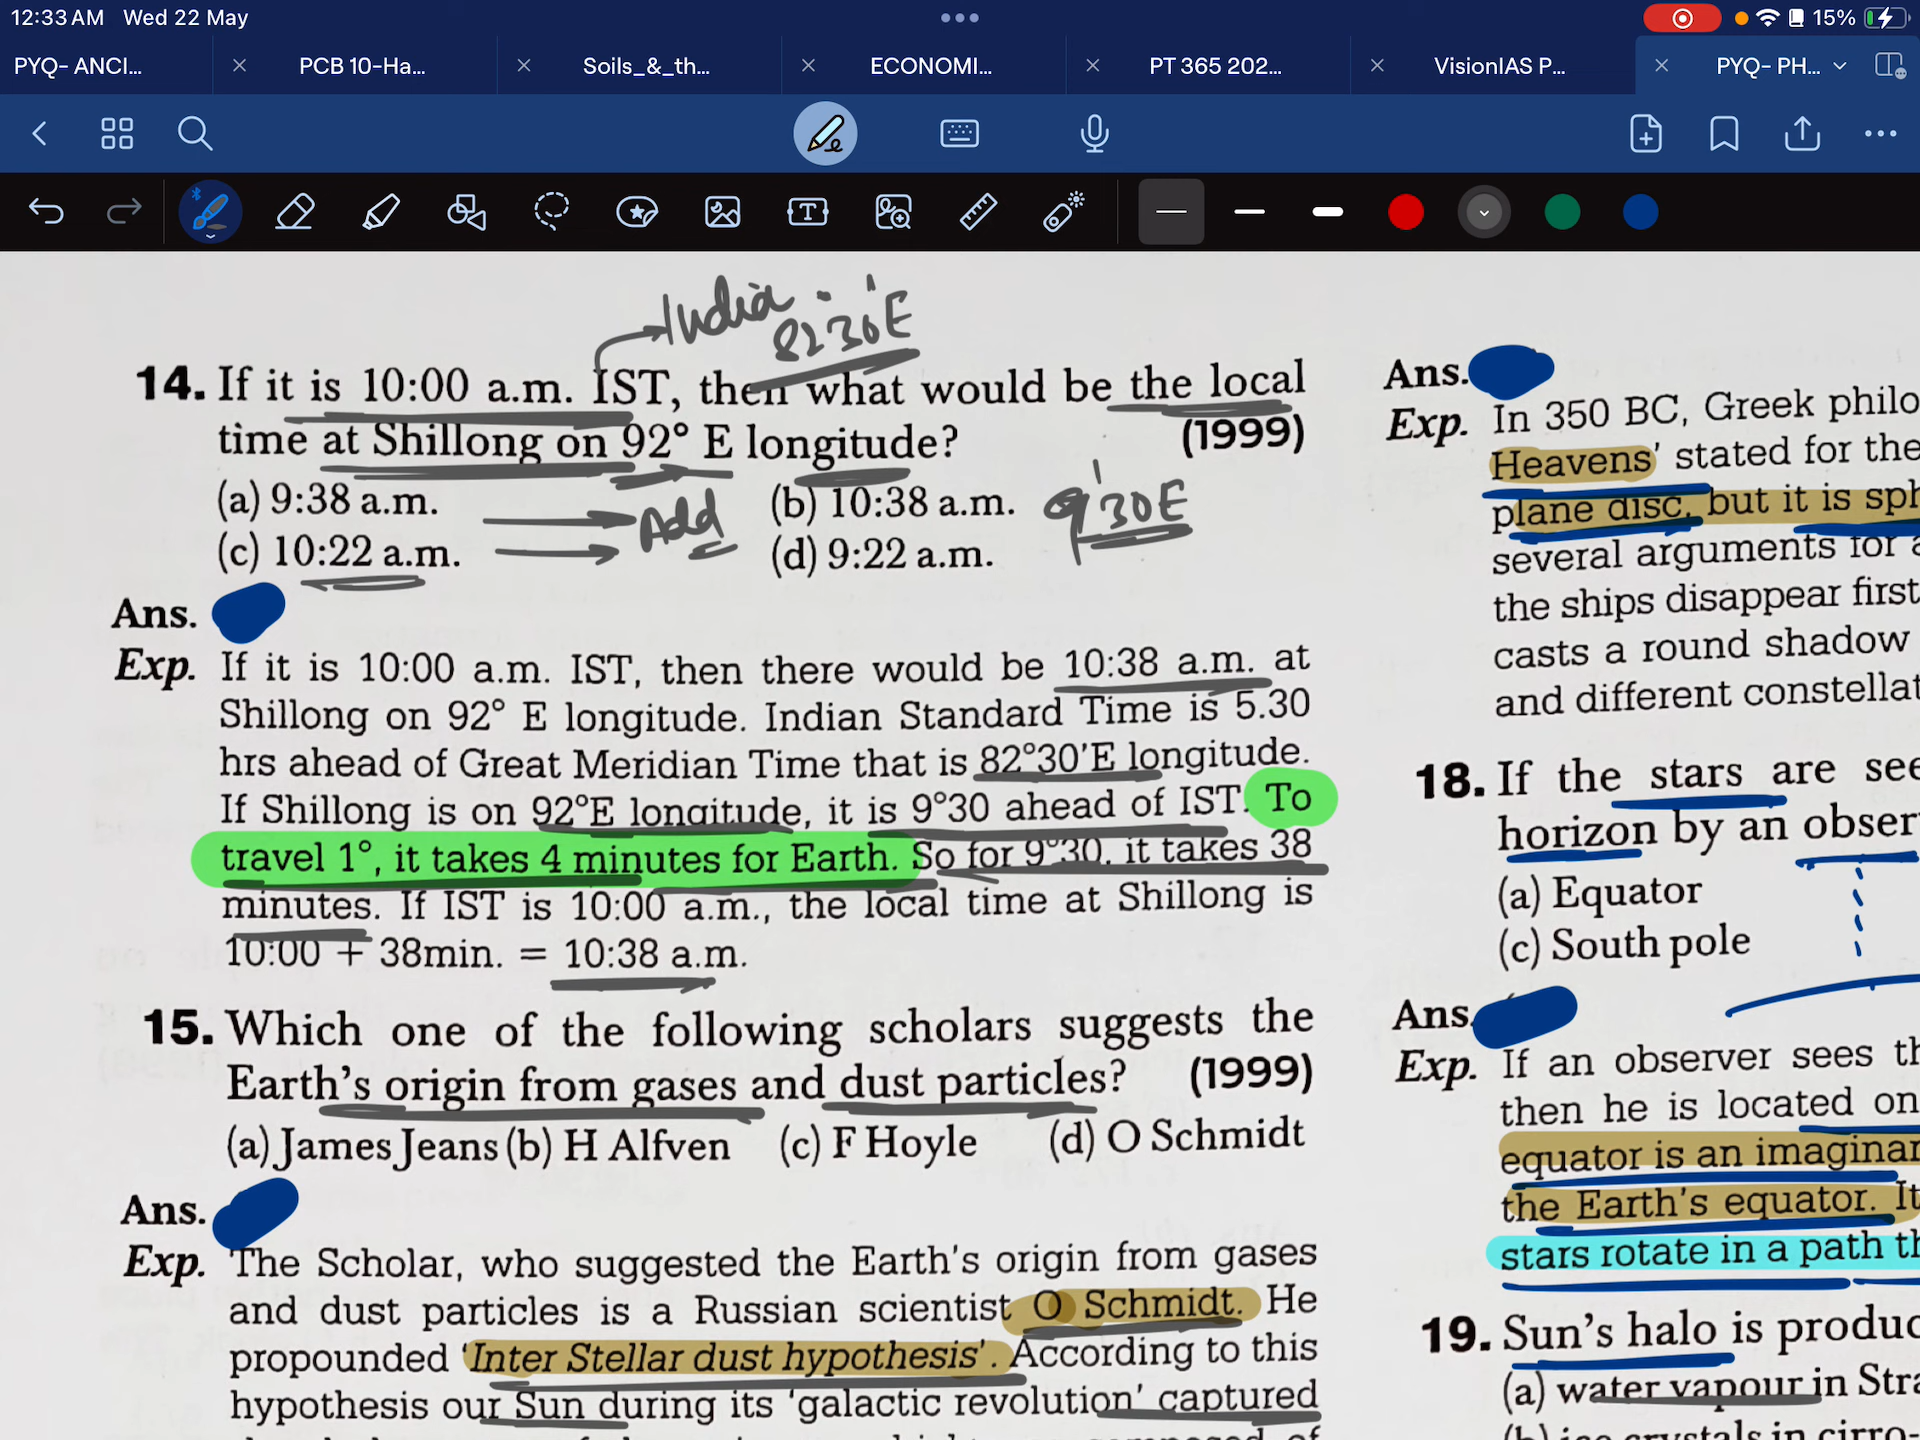 12:33 AM Wed 22 May
15%
PYQ- ANCI...
PCB 10-Ha...
Soils_&_th...
ECONOMI...
PT 365 202...
VisionIAS P...
PYQ- PH...
India 82°30'E
14. If it is 10:00 a.m. IST, then what would be the local
time at Shillong on 92° E longitude? (1999)
(a) 9:38 a.m. (b) 10:38 a.m.
(c) 10:22 a.m. (d) 9:22 a.m.
Add
9°30'E
Ans.
Exp. If it is 10:00 a.m. IST, then there would be 10:38 a.m. at
Shillong on 92° E longitude. Indian Standard Time is 5.30
hrs ahead of Great Meridian Time that is 82°30'E longitude.
If Shillong is on 92°E longitude, it is 9°30 ahead of IST. To
travel 1°, it takes 4 minutes for Earth. So for 9°30, it takes 38
minutes. If IST is 10:00 a.m., the local time at Shillong is
10:00 + 38min. = 10:38 a.m.
15. Which one of the following scholars suggests the
Earth's origin from gases and dust particles? (1999)
(a) James Jeans (b) H Alfven (c) F Hoyle (d) O Schmidt
Ans.
Exp. The Scholar, who suggested the Earth's origin from gases
and dust particles is a Russian scientist O Schmidt. He
propounded 'Inter Stellar dust hypothesis'. According to this
hypothesis our Sun during its 'galactic revolution' captured
Ans.
Exp. In 350 BC, Greek philo
Heavens' stated for the
plane disc, but it is sph
several arguments for a
the ships disappear first
casts a round shadow
and different constellat
18. If the stars are see
horizon by an obser
(a) Equator
(c) South pole
Ans.
Exp. If an observer sees th
then he is located on
equator is an imaginar
the Earth's equator. It
stars rotate in a path th
19. Sun's halo is produc
(a) water vapour in Stra
(b) ice crystals in cirro-